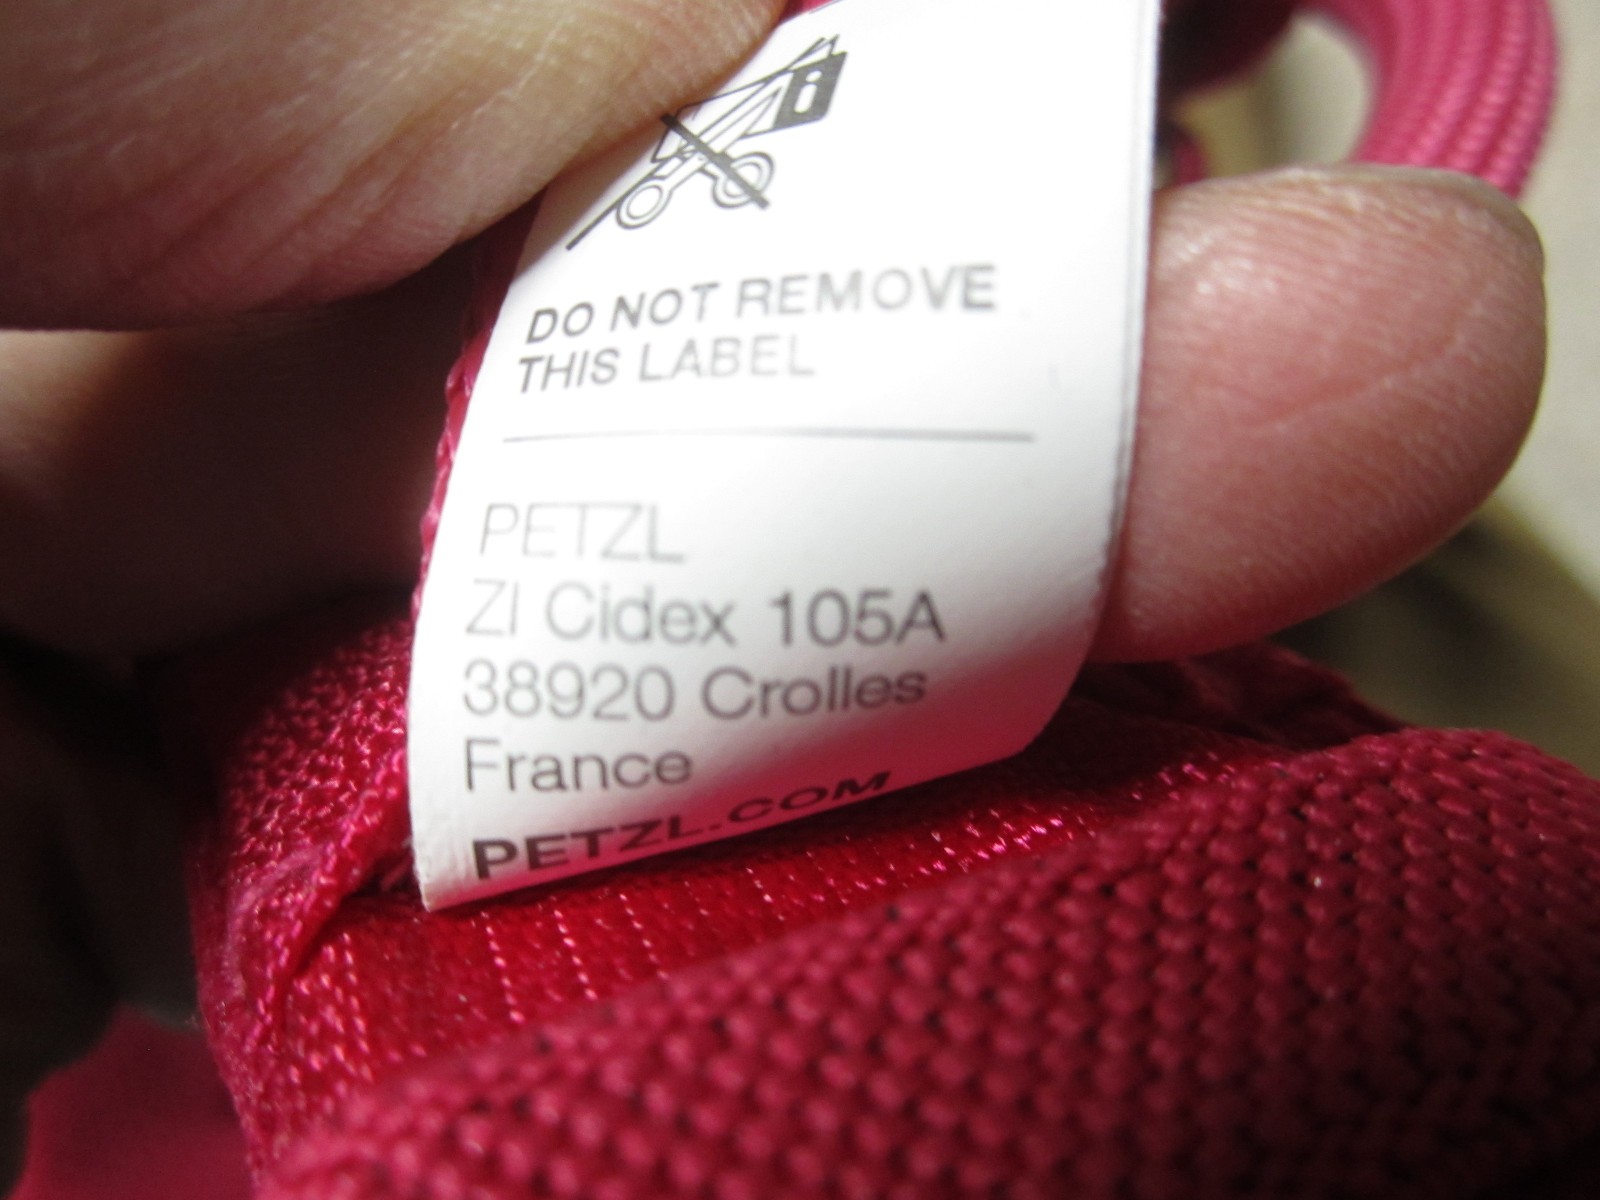 i
DO NOT REMOVE
THIS LABEL
PETZL
ZI Cidex 105A
38920 Crolles
France
PETZL.COM